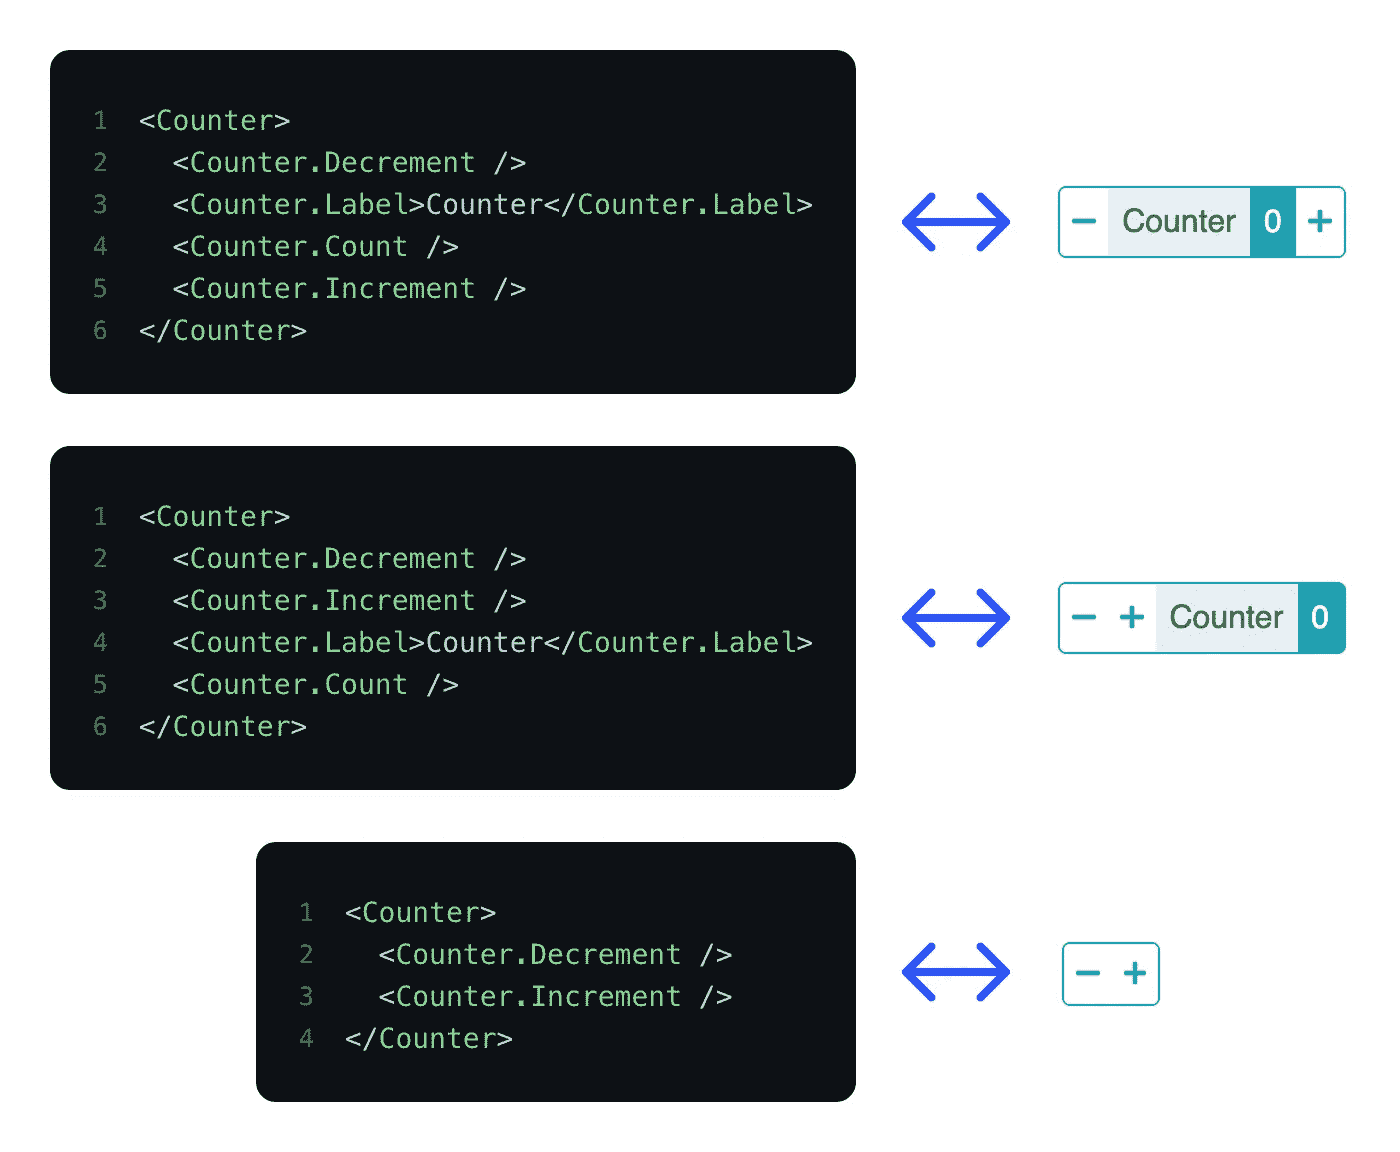 1 <Counter>
2   <Counter.Decrement />
3   <Counter.Label>Counter</Counter.Label>
4   <Counter.Count />
5   <Counter.Increment />
6 </Counter>
− Counter 0 +
1 <Counter>
2   <Counter.Decrement />
3   <Counter.Increment />
4   <Counter.Label>Counter</Counter.Label>
5   <Counter.Count />
6 </Counter>
− + Counter 0
1 <Counter>
2   <Counter.Decrement />
3   <Counter.Increment />
4 </Counter>
− +